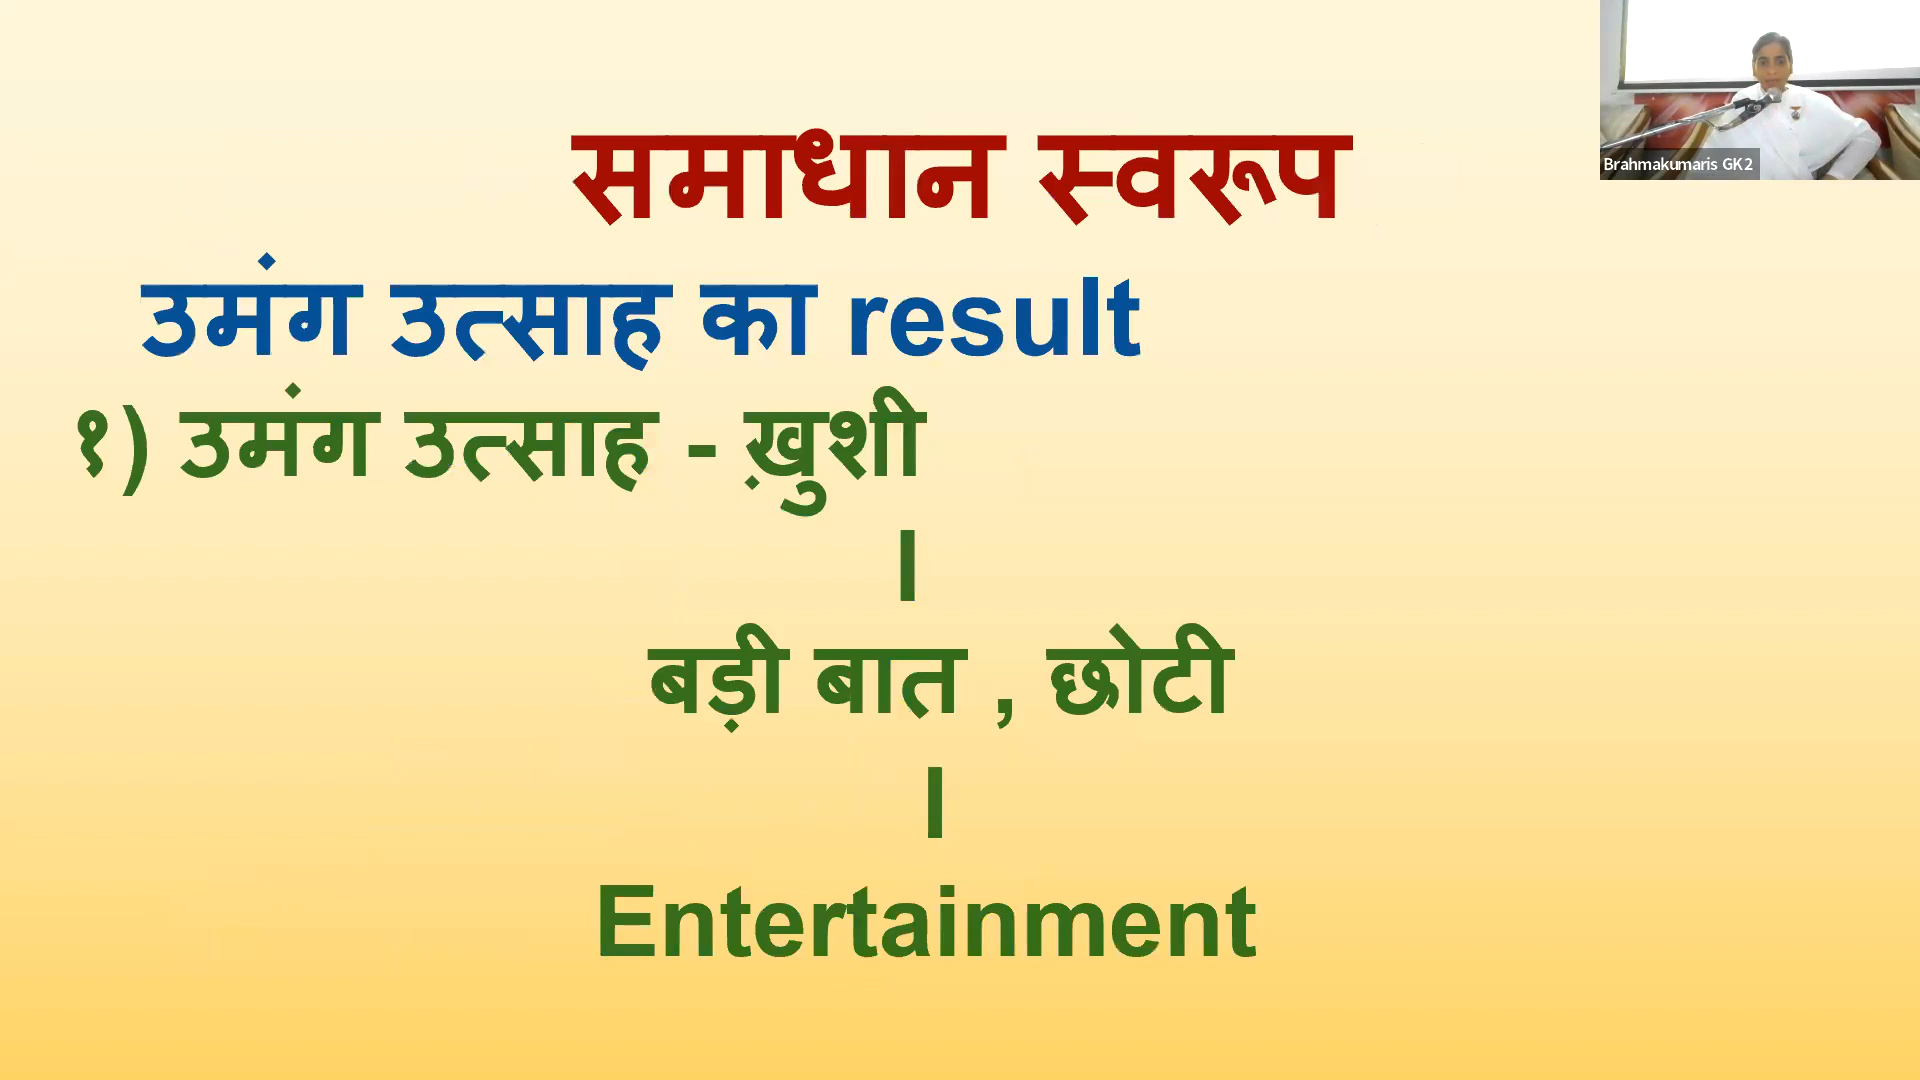 समाधान स्वरूप
उमंग उत्साह का result
१) उमंग उत्साह - ख़ुशी
|
बड़ी बात , छोटी
|
Entertainment
Brahmakumaris GK2